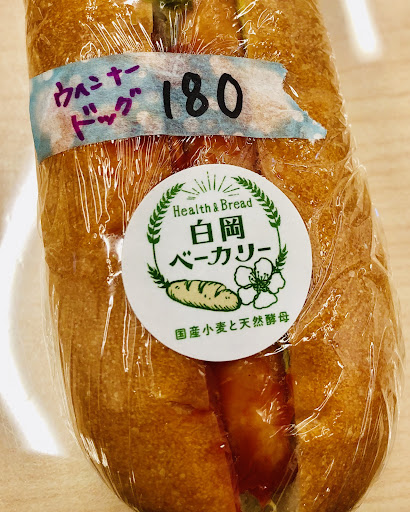 ウィンナー
ドッグ
180
Health & Bread
白岡
ベーカリー
国産小麦と天然酵母